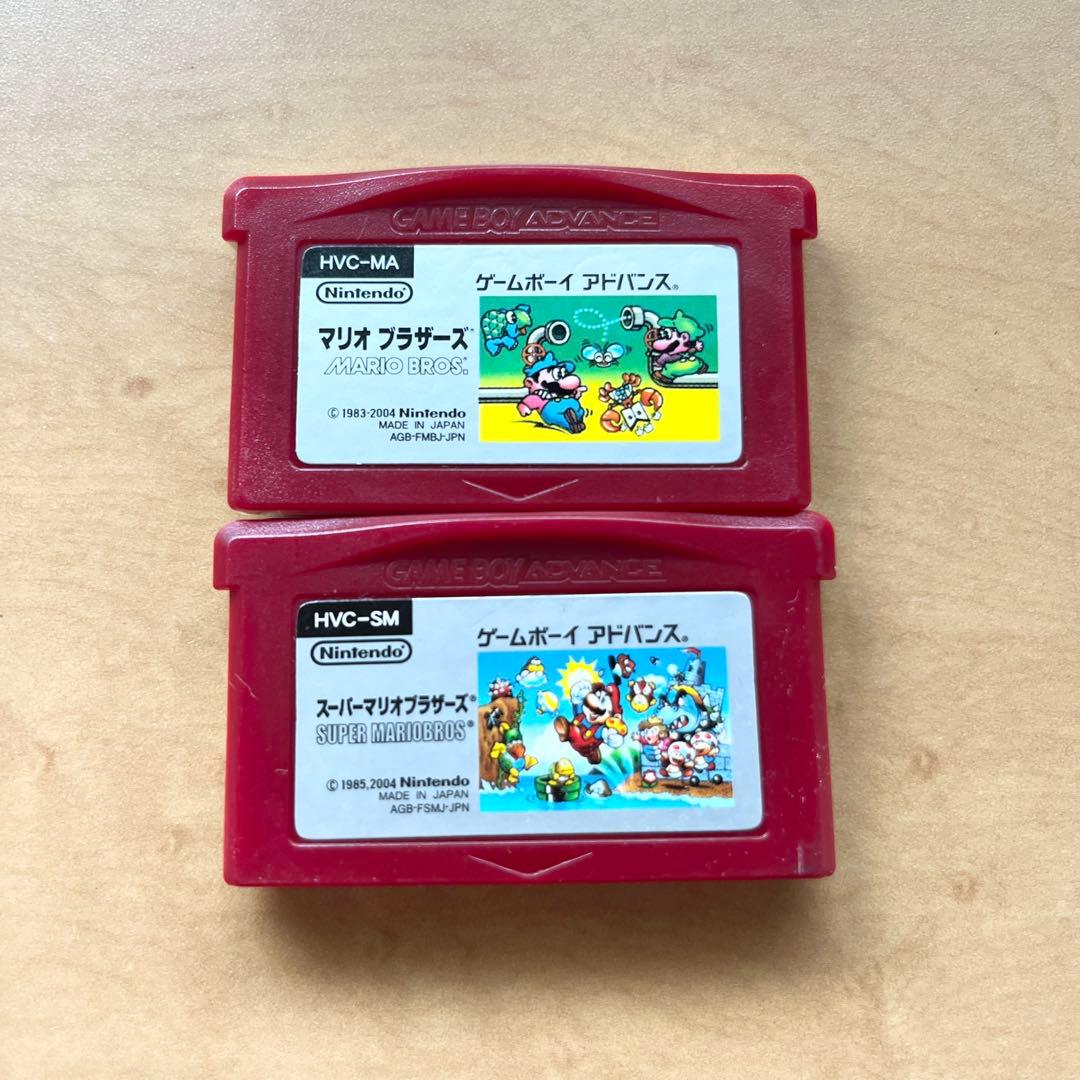 GAME BOY ADVANCE
HVC-MA
Nintendo®
ゲームボーイ アドバンス®
マリオ ブラザーズ®
MARIO BROS.®
© 1983-2004 Nintendo
MADE IN JAPAN
AGB-FMBJ-JPN
GAME BOY ADVANCE
HVC-SM
Nintendo®
ゲームボーイ アドバンス®
スーパーマリオブラザーズ®
SUPER MARIOBROS®
© 1985,2004 Nintendo
MADE IN JAPAN
AGB-FSMJ-JPN